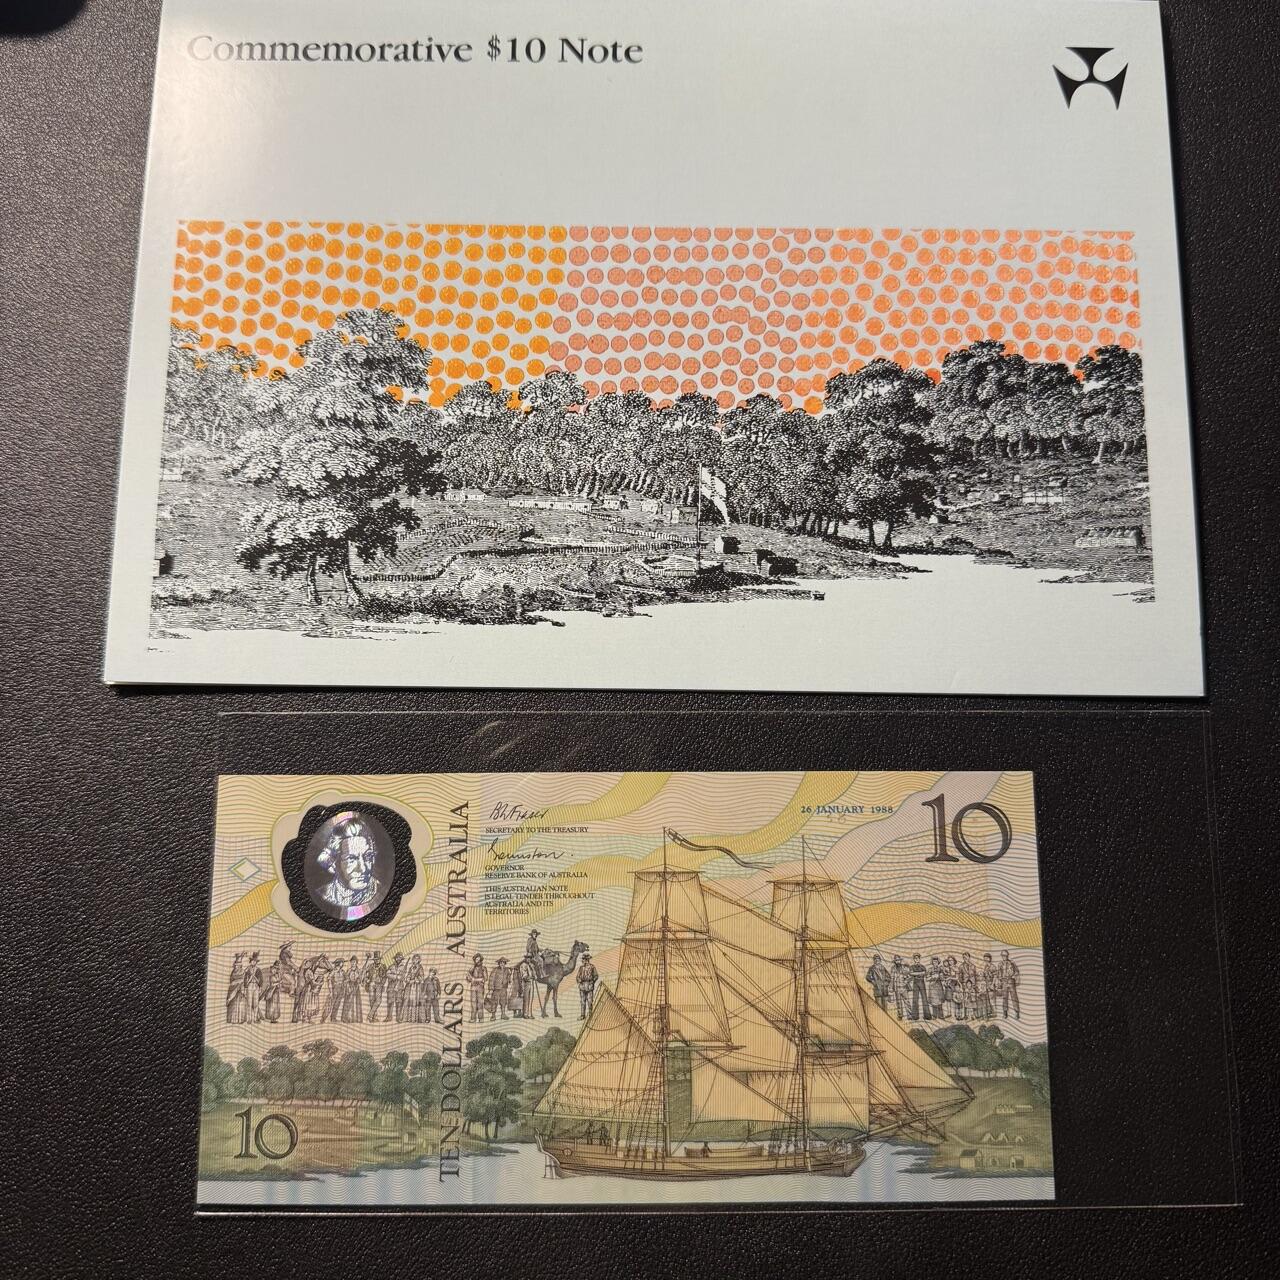 Commemorative $10 Note
SECRETARY TO THE TREASURY
GOVERNOR
RESERVE BANK OF AUSTRALIA
THIS AUSTRALIAN NOTE
IS LEGAL TENDER THROUGHOUT
AUSTRALIA AND ITS
TERRITORIES
26 JANUARY 1988
10
TEN DOLLARS AUSTRALIA
10